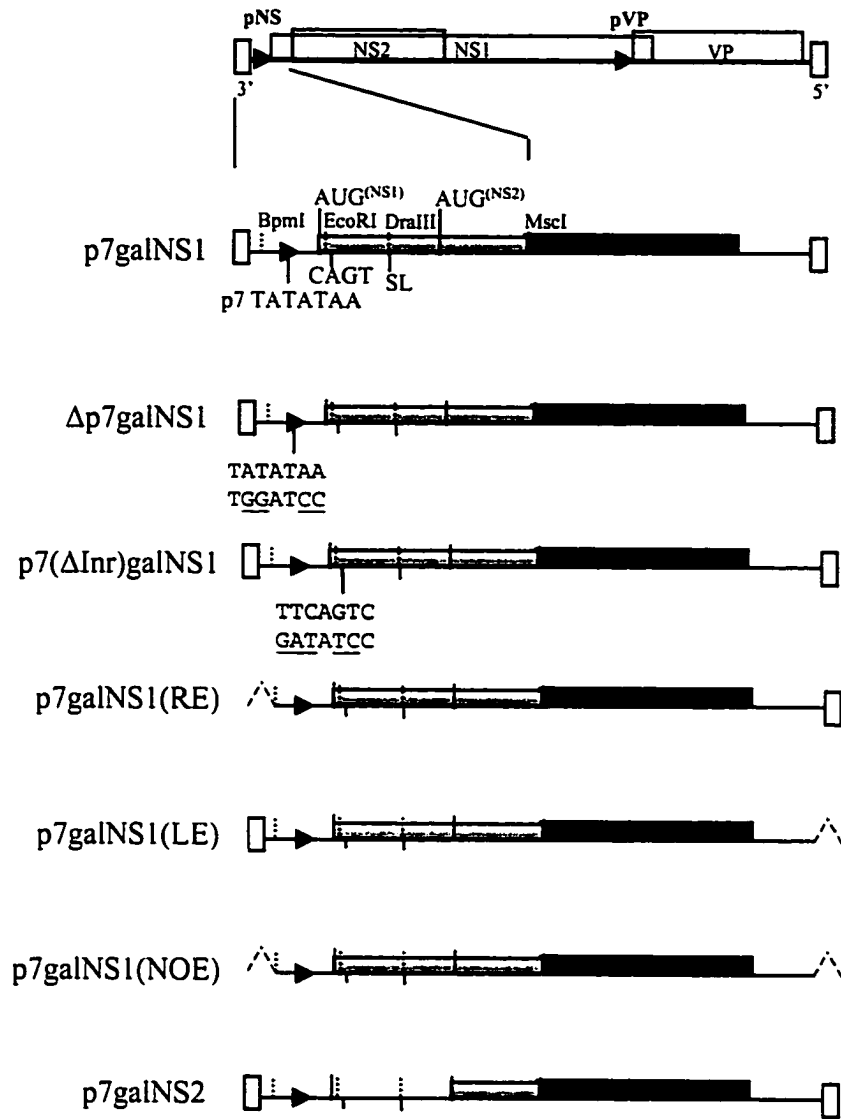 pNS pVP
NS2 NS1 VP
3' 5'
AUG(NS1) AUG(NS2)
BpmI EcoRI DraIII MscI
p7galNS1
CAGT SL
p7 TATATAA
Δp7galNS1
TATATAA
TGGATCC
p7(ΔInr)galNS1
TTCAGTC
GATATCC
p7galNS1(RE)
p7galNS1(LE)
p7galNS1(NOE)
p7galNS2